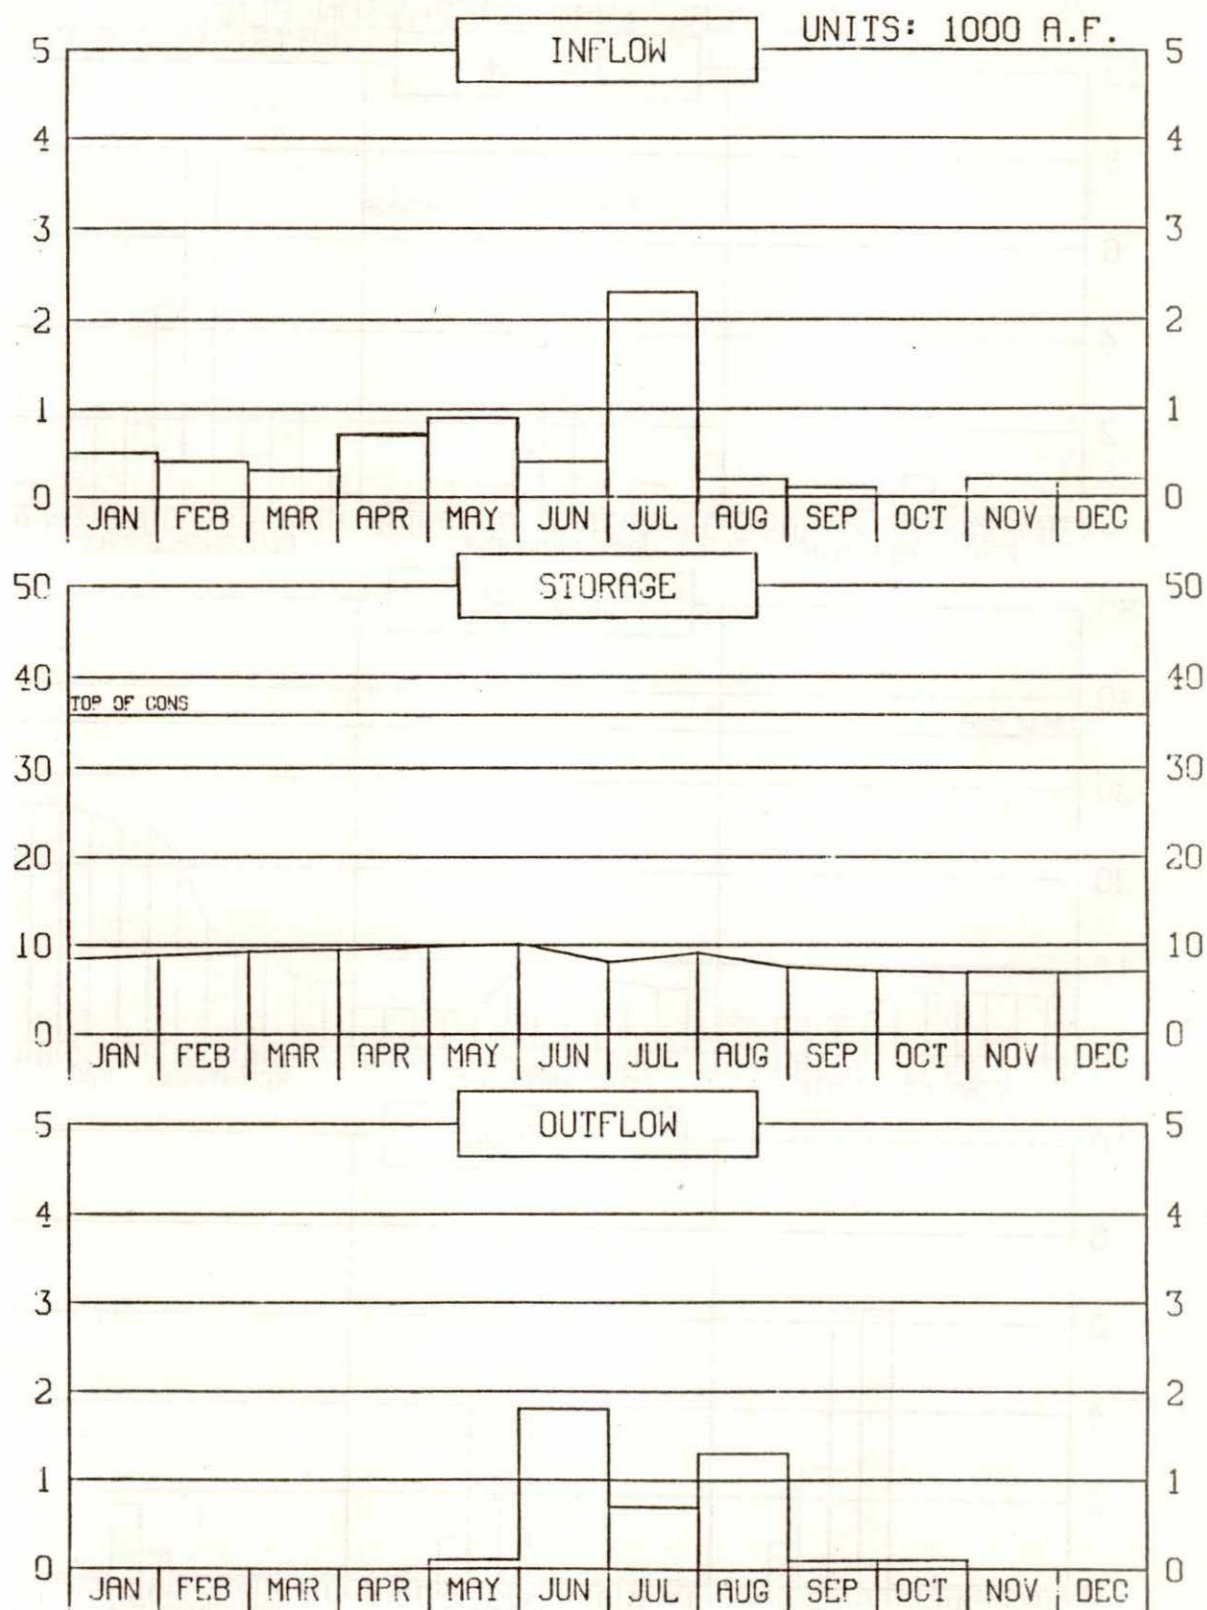 UNITS: 1000 A.F.
INFLOW
5 5
4 4
3 3
2 2
1 1
0 0
JAN FEB MAR APR MAY JUN JUL AUG SEP OCT NOV DEC
STORAGE
50 50
40 40
TOP OF CONS
30 30
20 20
10 10
0 0
JAN FEB MAR APR MAY JUN JUL AUG SEP OCT NOV DEC
OUTFLOW
5 5
4 4
3 3
2 2
1 1
0 0
JAN FEB MAR APR MAY JUN JUL AUG SEP OCT NOV DEC